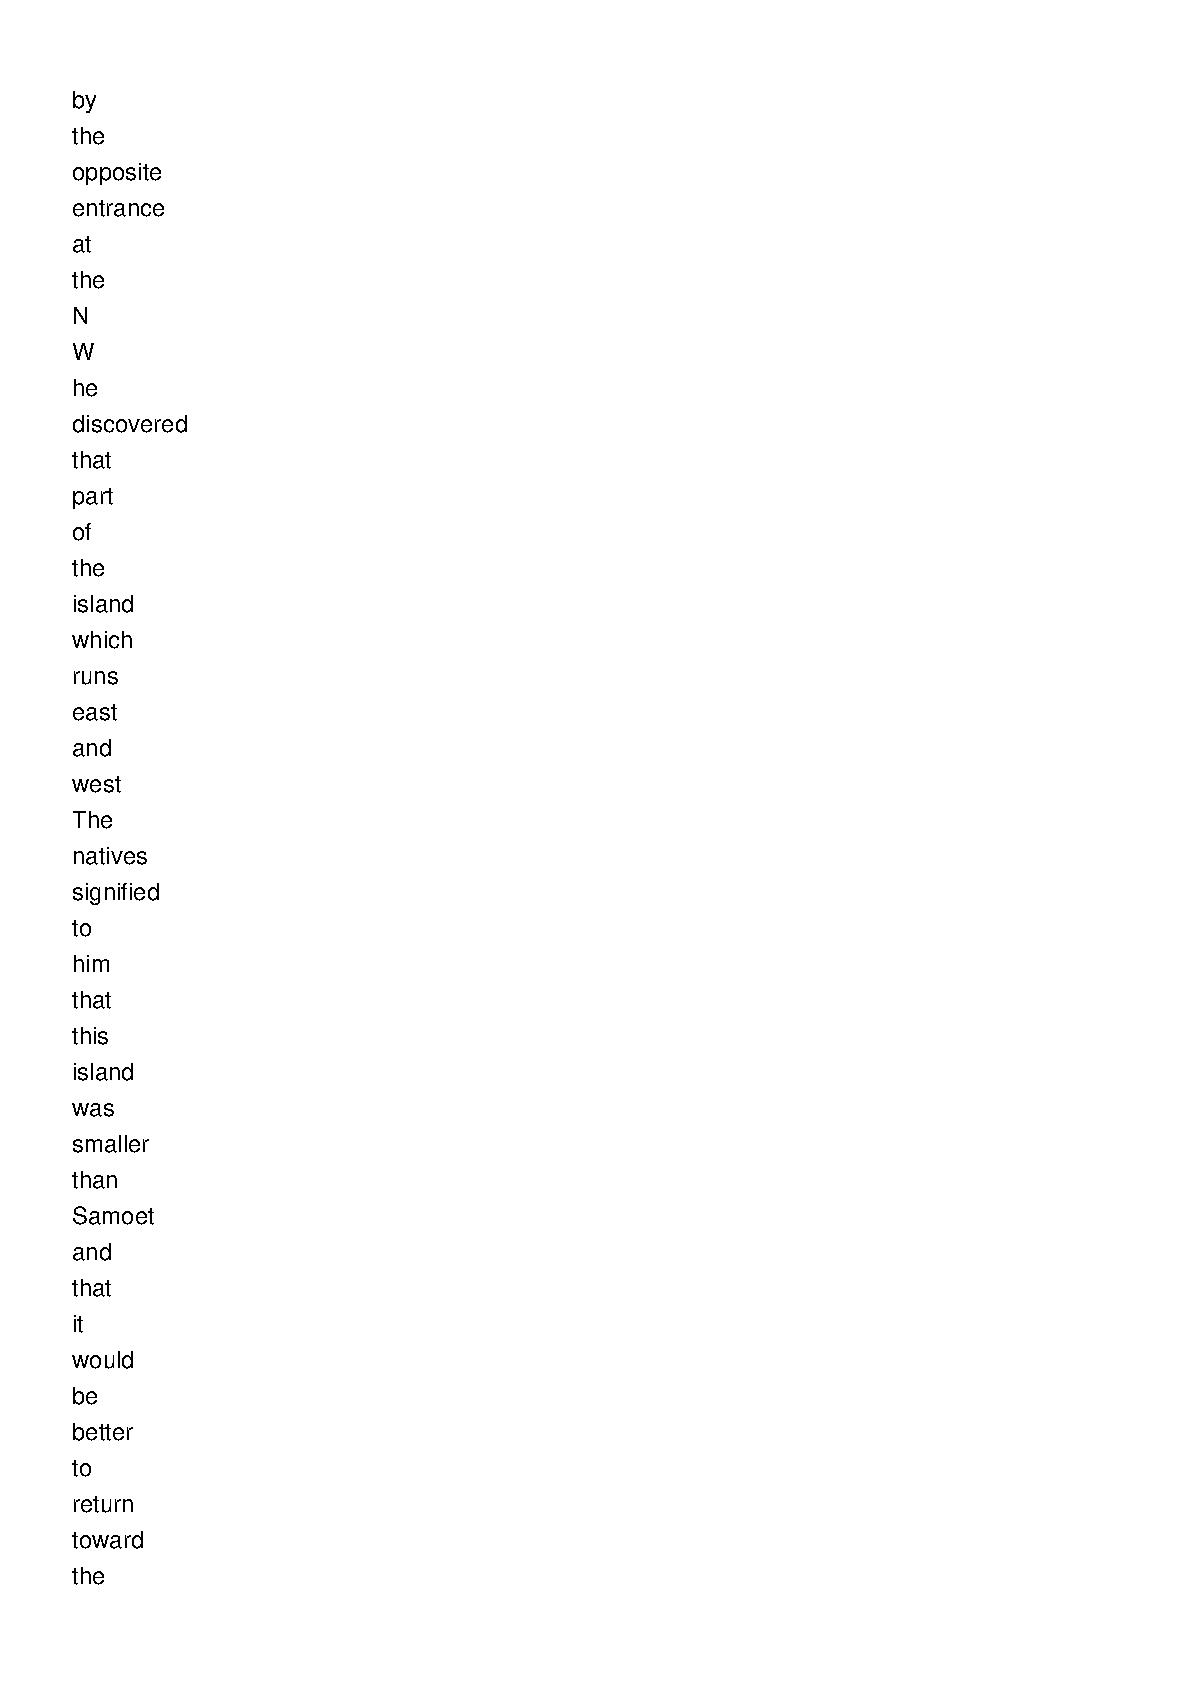 by
the
opposite
entrance
at
the
N
W
he
discovered
that
part
of
the
island
which
runs
east
and
west
The
natives
signified
to
him
that
this
island
was
smaller
than
Samoet
and
that
it
would
be
better
to
return
toward
the